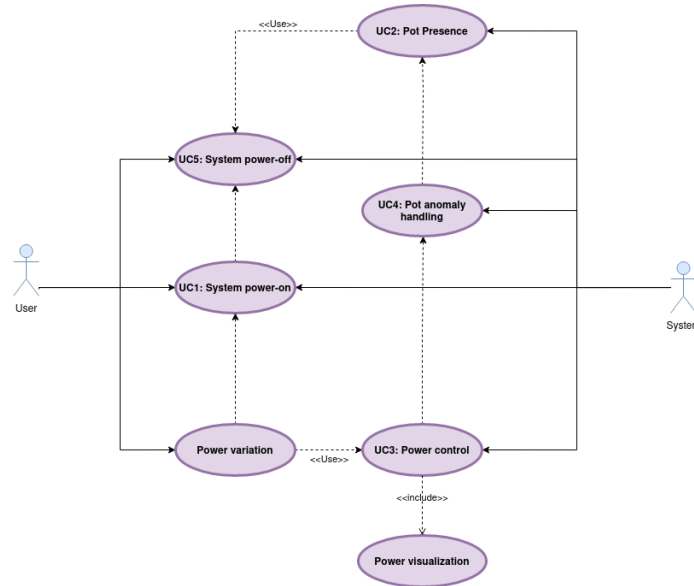 <<Use>>
UC2: Pot Presence
UC5: System power-off
UC4: Pot anomaly
handling
UC1: System power-on
User
System
Power variation
<<Use>>
UC3: Power control
<<include>>
Power visualization